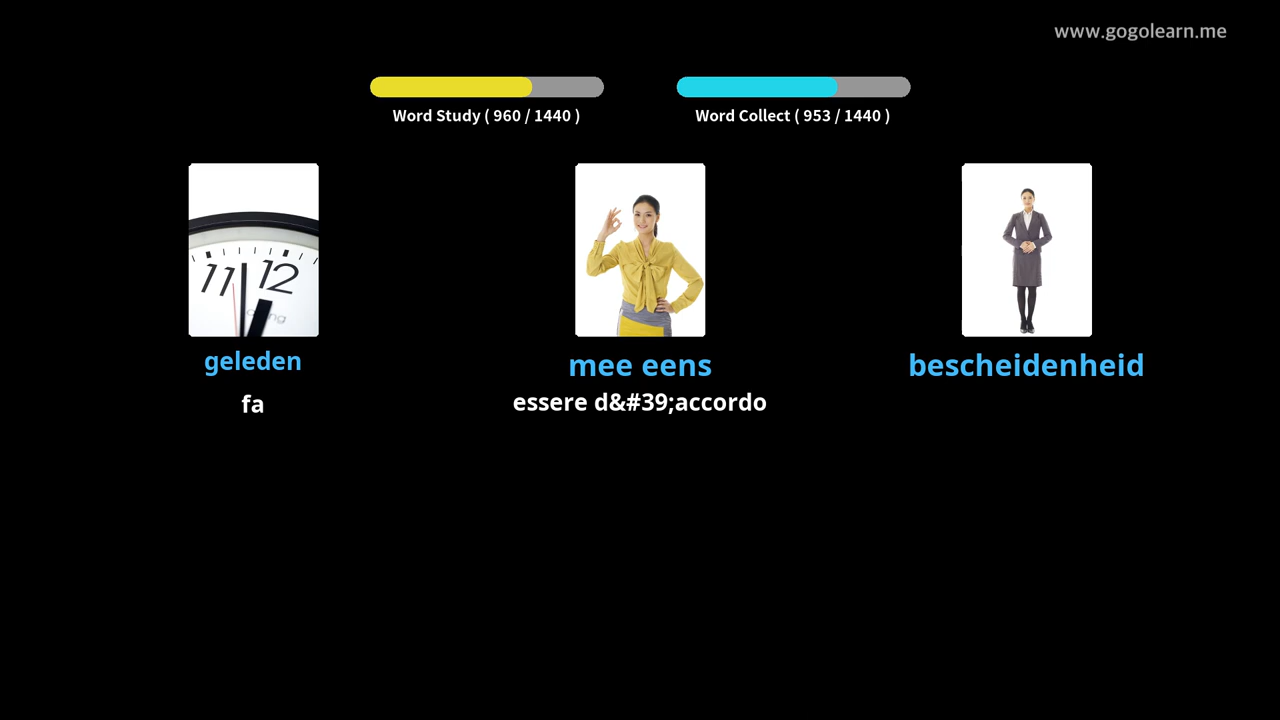 www.gogolearn.me
Word Study ( 960 / 1440 )
Word Collect ( 953 / 1440 )
11 12
geleden
mee eens
bescheidenheid
fa
essere d&#39;accordo